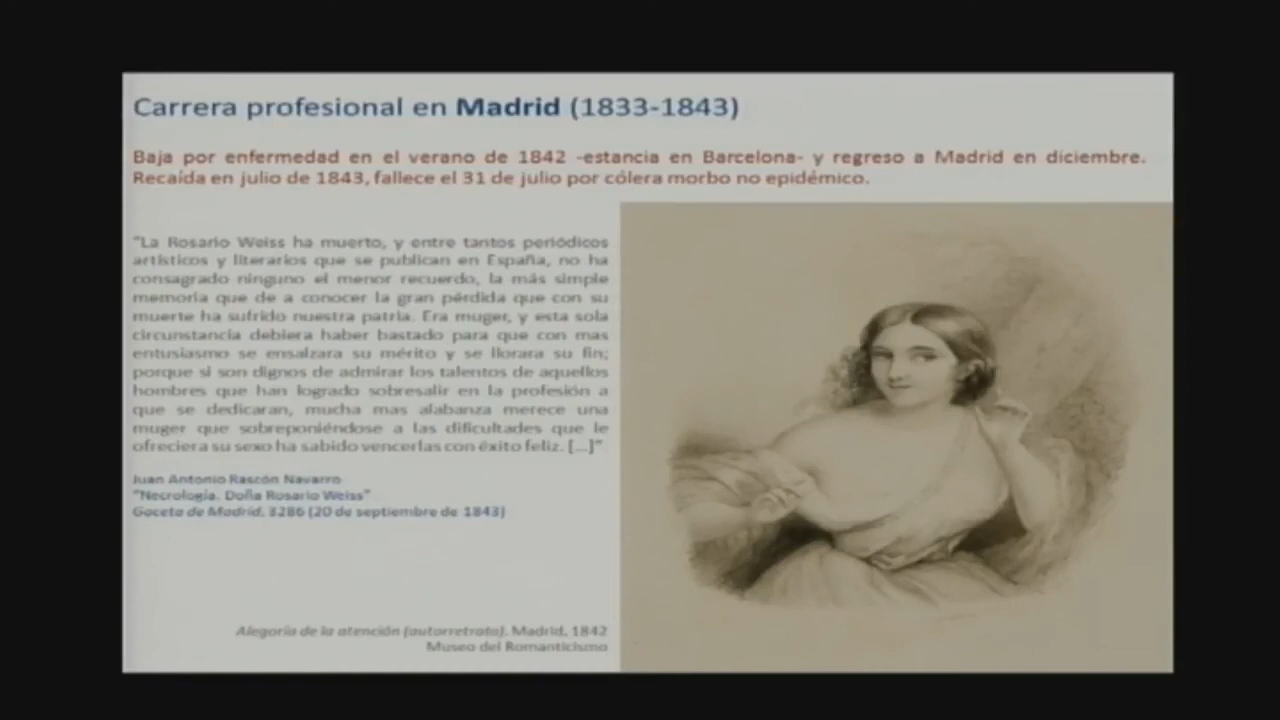 Carrera profesional en Madrid (1833-1843)
Baja por enfermedad en el verano de 1842 -estancia en Barcelona- y regreso a Madrid en diciembre.
Recaída en julio de 1843, fallece el 31 de julio por cólera morbo no epidémico.
"La Rosario Weiss ha muerto, y entre tantos periódicos
artísticos y literarios que se publican en España, no ha
consagrado ninguno el menor recuerdo, la más simple
memoria que de a conocer la gran pérdida que con su
muerte ha sufrido nuestra patria. Era muger, y esta sola
circunstancia debiera haber bastado para que con mas
entusiasmo se ensalzara su mérito y se llorara su fin;
porque si son dignos de admirar los talentos de aquellos
hombres que han logrado sobresalir en la profesión a
que se dedicaran, mucha mas alabanza merece una
muger que sobreponiéndose a las dificultades que le
ofreciera su sexo ha sabido vencerlas con éxito feliz. [...]"
Juan Antonio Rascón Navarro
"Necrología. Doña Rosario Weiss"
Gaceta de Madrid, 3286 (20 de septiembre de 1843)
Alegoría de la atención (autorretrato). Madrid, 1842
Museo del Romanticismo